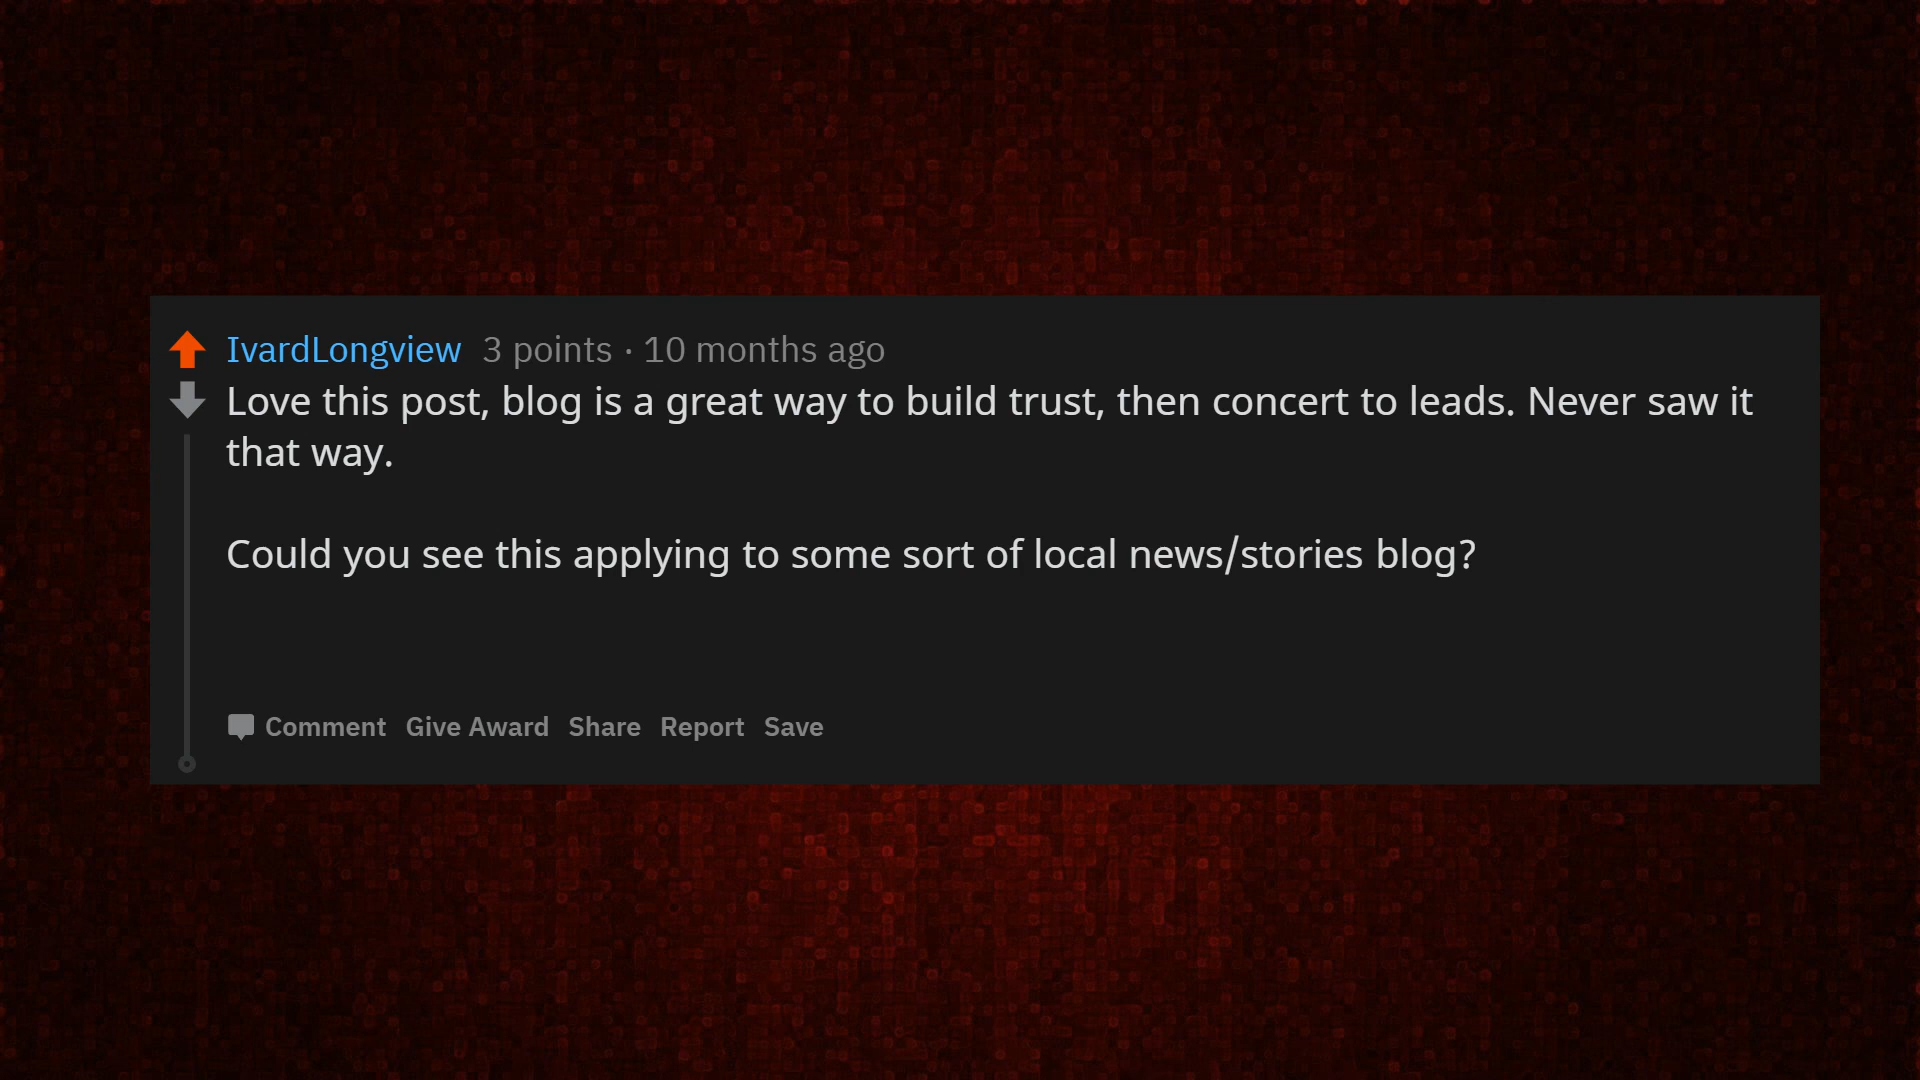 IvardLongview 3 points · 10 months ago
Love this post, blog is a great way to build trust, then concert to leads. Never saw it
that way.
Could you see this applying to some sort of local news/stories blog?
Comment Give Award Share Report Save